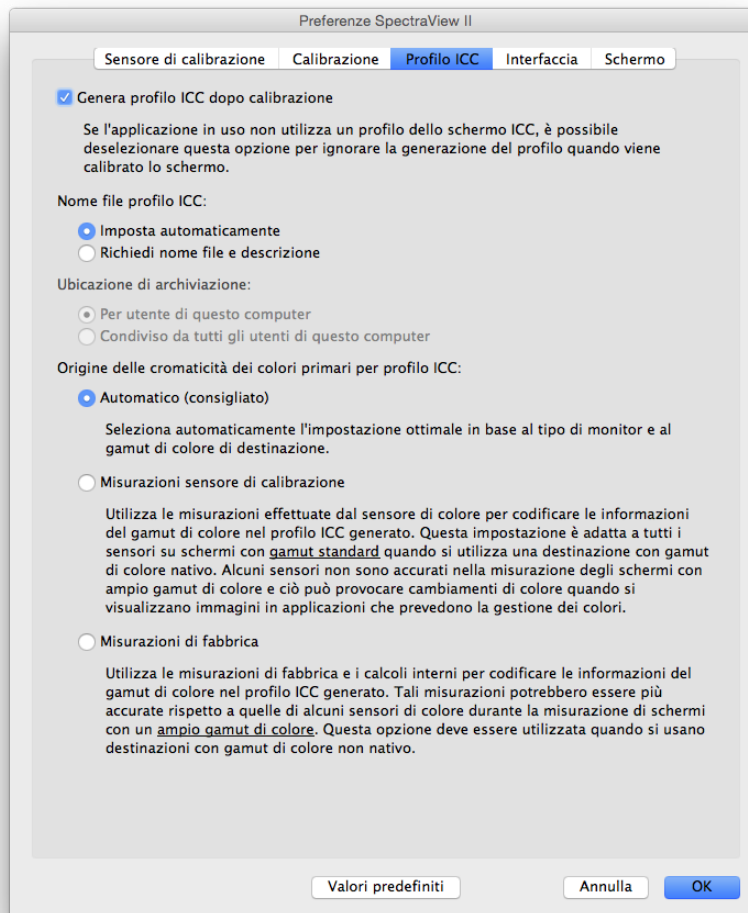 Preferenze SpectraView II
Sensore di calibrazione
Calibrazione
Profilo ICC
Interfaccia
Schermo
Genera profilo ICC dopo calibrazione
Se l'applicazione in uso non utilizza un profilo dello schermo ICC, è possibile
deselezionare questa opzione per ignorare la generazione del profilo quando viene
calibrato lo schermo.
Nome file profilo ICC:
Imposta automaticamente
Richiedi nome file e descrizione
Ubicazione di archiviazione:
Per utente di questo computer
Condiviso da tutti gli utenti di questo computer
Origine delle cromaticità dei colori primari per profilo ICC:
Automatico (consigliato)
Seleziona automaticamente l'impostazione ottimale in base al tipo di monitor e al
gamut di colore di destinazione.
Misurazioni sensore di calibrazione
Utilizza le misurazioni effettuate dal sensore di colore per codificare le informazioni
del gamut di colore nel profilo ICC generato. Questa impostazione è adatta a tutti i
sensori su schermi con gamut standard quando si utilizza una destinazione con gamut
di colore nativo. Alcuni sensori non sono accurati nella misurazione degli schermi con
ampio gamut di colore e ciò può provocare cambiamenti di colore quando si
visualizzano immagini in applicazioni che prevedono la gestione dei colori.
Misurazioni di fabbrica
Utilizza le misurazioni di fabbrica e i calcoli interni per codificare le informazioni del
gamut di colore nel profilo ICC generato. Tali misurazioni potrebbero essere più
accurate rispetto a quelle di alcuni sensori di colore durante la misurazione di schermi
con un ampio gamut di colore. Questa opzione deve essere utilizzata quando si usano
destinazioni con gamut di colore non nativo.
Valori predefiniti
Annulla
OK